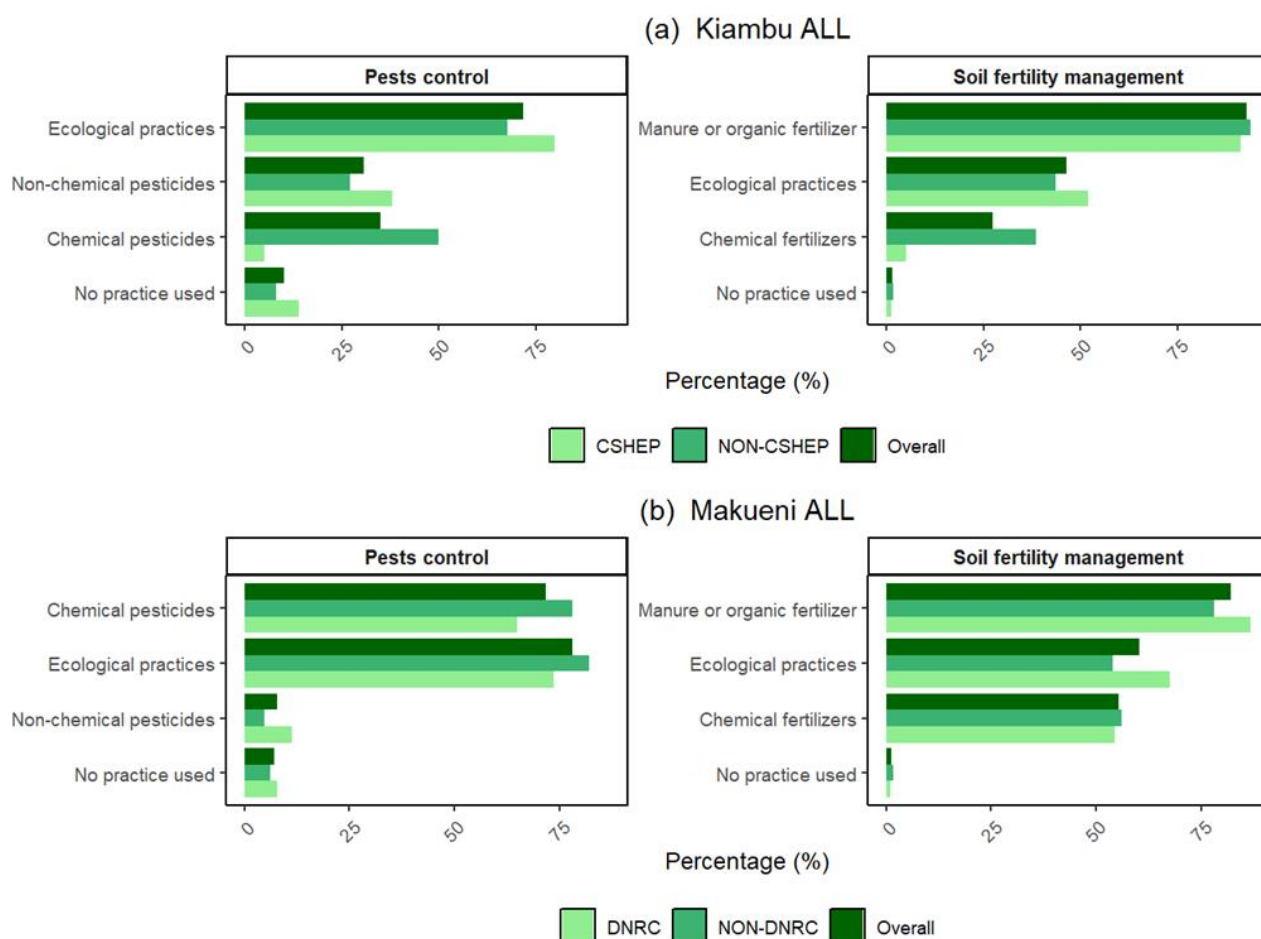 (a) Kiambu ALL
Pests control
Ecological practices
Non-chemical pesticides
Chemical pesticides
No practice used
0 25 50 75
Soil fertility management
Manure or organic fertilizer
Ecological practices
Chemical fertilizers
No practice used
0 25 50 75
Percentage (%)
CSHEP NON-CSHEP Overall
(b) Makueni ALL
Pests control
Chemical pesticides
Ecological practices
Non-chemical pesticides
No practice used
0 25 50 75
Soil fertility management
Manure or organic fertilizer
Ecological practices
Chemical fertilizers
No practice used
0 25 50 75
Percentage (%)
DNRC NON-DNRC Overall